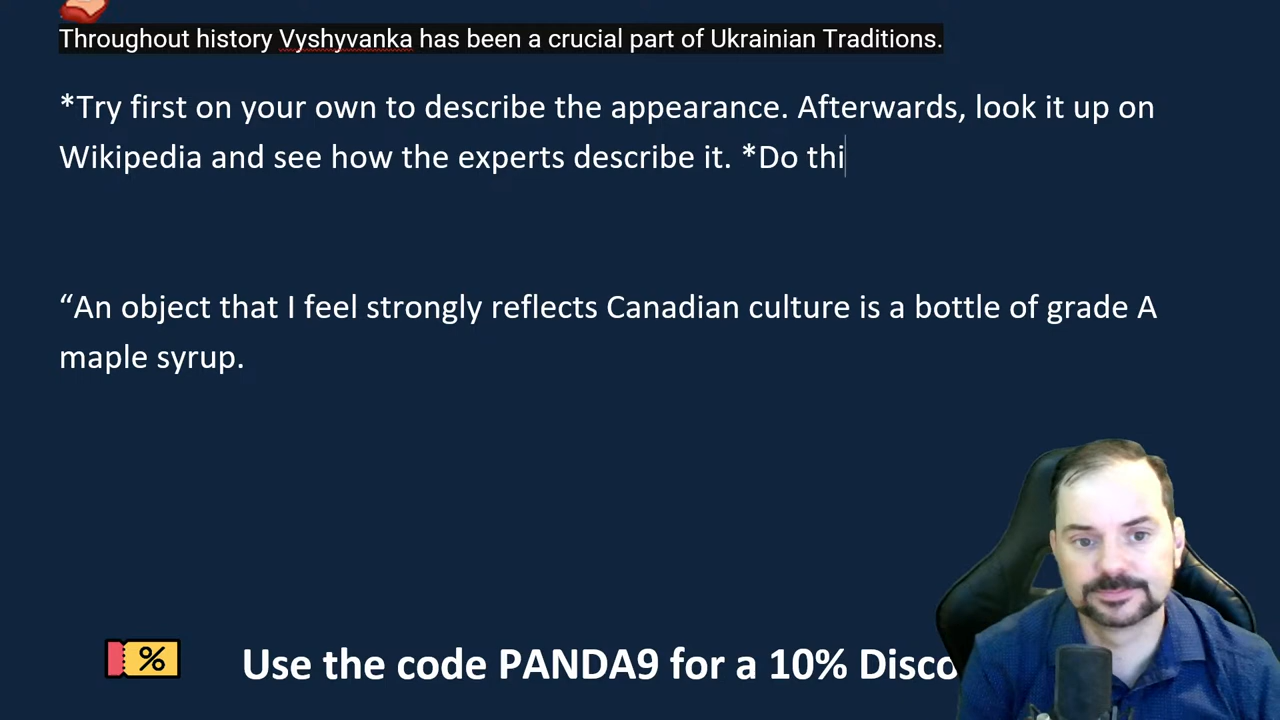 Throughout history Vyshyvanka has been a crucial part of Ukrainian Traditions.
*Try first on your own to describe the appearance. Afterwards, look it up on
Wikipedia and see how the experts describe it. *Do thi
“An object that I feel strongly reflects Canadian culture is a bottle of grade A
maple syrup.
% Use the code PANDA9 for a 10% Disco